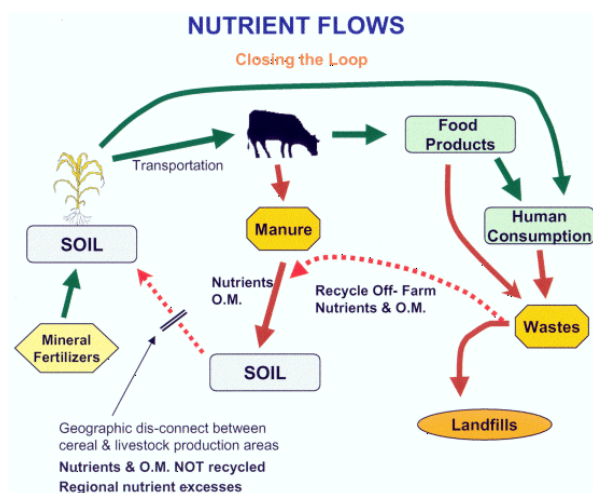 NUTRIENT FLOWS
Closing the Loop
Food
Products
Transportation
Human
Consumption
Manure
SOIL
Nutrients
O.M.
Recycle Off- Farm
Nutrients & O.M.
Wastes
Mineral
Fertilizers
SOIL
Landfills
Geographic dis-connect between
cereal & livestock production areas
Nutrients & O.M. NOT recycled
Regional nutrient excesses